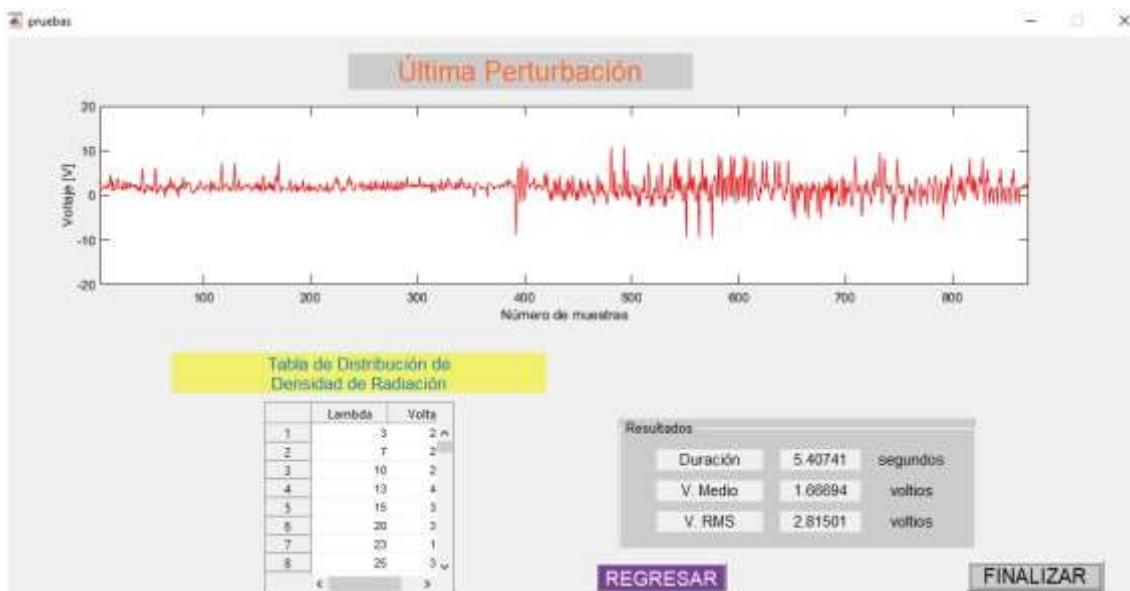 pruebas
Última Perturbación
20
10
0
-10
-20
Voltaje [V]
100 200 300 400 500 600 700 800
Número de muestras
Tabla de Distribución de
Densidad de Radiación
Lambda Volta
1 3 2
2 7 2
3 10 2
4 13 4
5 15 3
6 20 3
7 23 1
8 25 3
Resultados
Duración 5.40741 segundos
V. Medio 1.66694 voltios
V. RMS 2.81501 voltios
REGRESAR
FINALIZAR